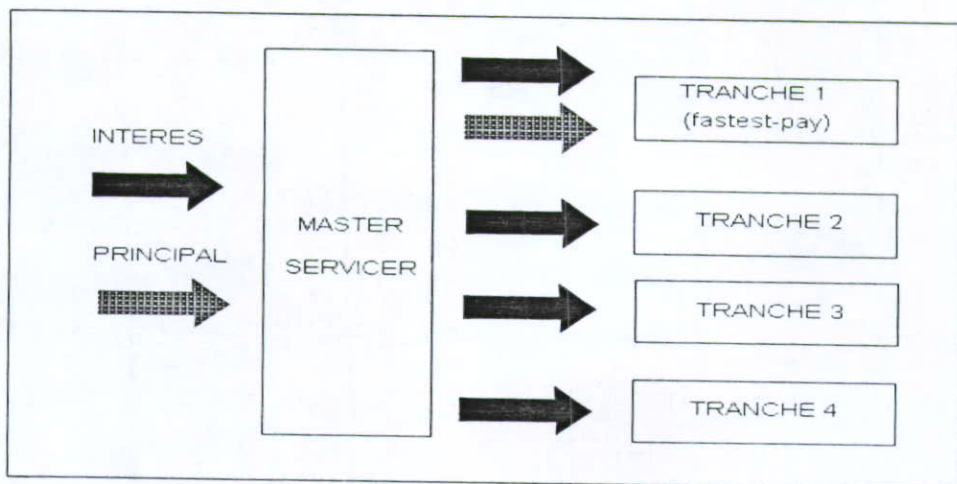 INTERES
PRINCIPAL
MASTER
SERVICER
TRANCHE 1
(fastest-pay)
TRANCHE 2
TRANCHE 3
TRANCHE 4